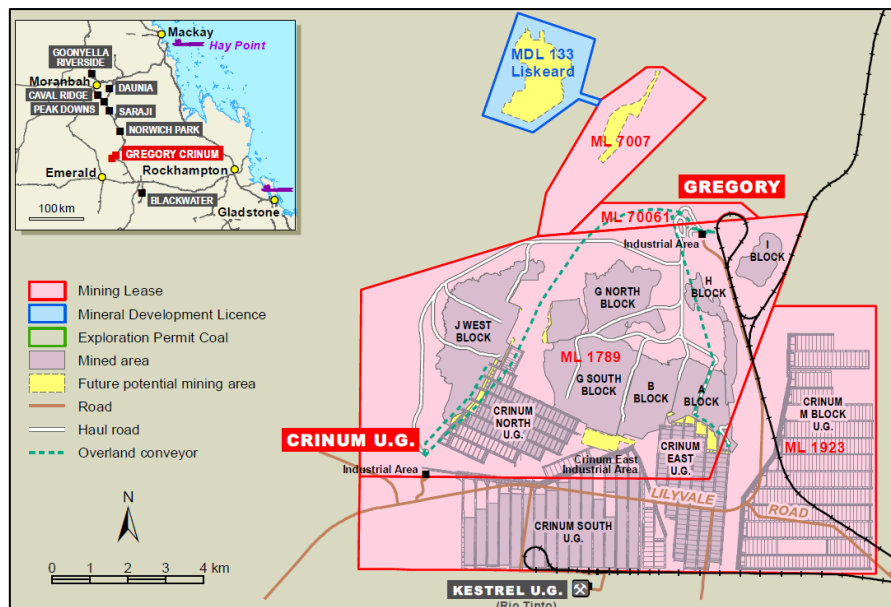 Mackay
Hay Point
GOONYELLA
RIVERSIDE
Moranbah
DAUNIA
CAVAL RIDGE
PEAK DOWNS
SARAJI
NORWICH PARK
GREGORY CRINUM
Emerald
Rockhampton
BLACKWATER
Gladstone
100 km
MDL 133
Liskeard
ML 7007
GREGORY
ML 70061
Industrial Area
I
BLOCK
H
BLOCK
G NORTH
BLOCK
J WEST
BLOCK
ML 1789
G SOUTH
BLOCK
B
BLOCK
A
BLOCK
CRINUM
NORTH
U.G.
CRINUM
M BLOCK U.G.
ML 1923
CRINUM U.G.
Industrial Area
Crinum East
Industrial Area
CRINUM
EAST
U.G.
LILYVALE
ROAD
CRINUM SOUTH
U.G.
KESTREL U.G.
(Rio Tinto)
Mining Lease
Mineral Development Licence
Exploration Permit Coal
Mined area
Future potential mining area
Road
Haul road
Overland conveyor
N
0 1 2 3 4 km